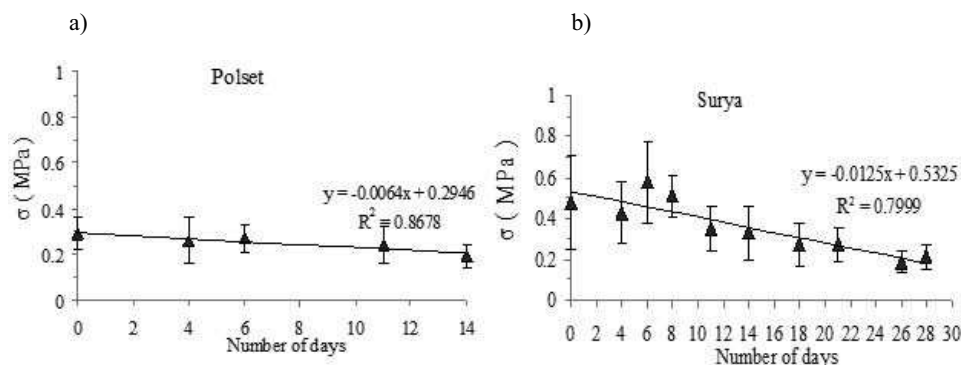 a)
Polset
1
0.8
0.6
0.4
0.2
0
σ ( MPa )
y = -0.0064x + 0.2946
R² = 0.8678
0 2 4 6 8 10 12 14
Number of days
b)
Surya
1
0.8
0.6
0.4
0.2
0
σ ( MPa )
y = -0.0125x + 0.5325
R² = 0.7999
0 2 4 6 8 10 12 14 16 18 20 22 24 26 28
Number of days